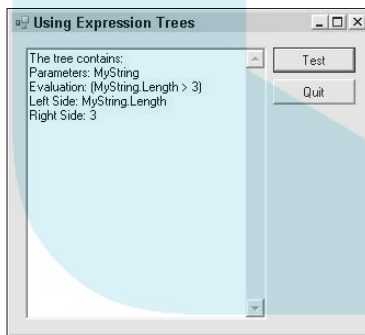 Using Expression Trees
The tree contains:
Parameters: MyString
Evaluation: (MyString.Length > 3)
Left Side: MyString.Length
Right Side: 3
Test
Quit